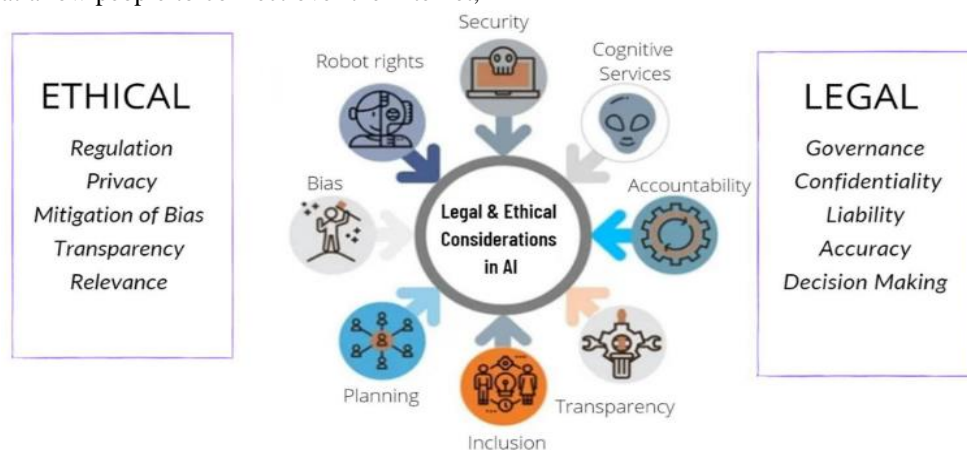 ETHICAL
Regulation
Privacy
Mitigation of Bias
Transparency
Relevance
Security
Robot rights
Cognitive
Services
Bias
Accountability
Legal & Ethical
Considerations
in AI
Planning
Transparency
Inclusion
LEGAL
Governance
Confidentiality
Liability
Accuracy
Decision Making